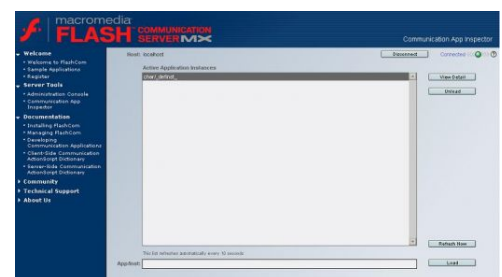 macromedia
FLASH COMMUNICATION SERVER MX
Communication App Inspector
Welcome
Welcome to FlashCom
Sample Applications
Register
Server Tools
Administration Console
Communication App
Inspector
Documentation
Installing FlashCom
Managing FlashCom
Developing
Communication Applications
Client-Side Communication
ActionScript Dictionary
Server-Side Communication
ActionScript Dictionary
Community
Technical Support
About Us
Host: localhost
Disconnect
Connected
Active Application Instances
View Detail
Unload
Refresh Now
This list refreshes automatically every 10 seconds
App/Inst:
Load